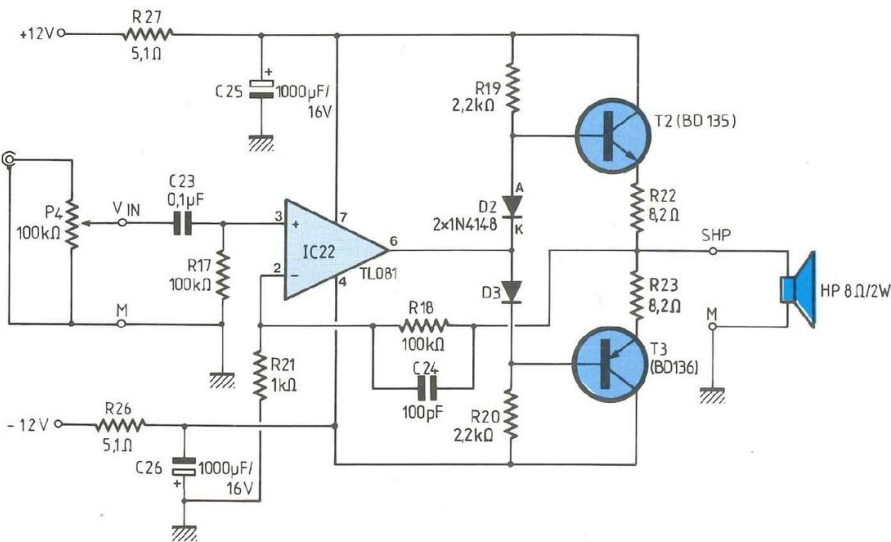 +12V
R27
5,1Ω
C25
+
1000µF/
16V
R19
2,2kΩ
T2 (BD 135)
P4
100kΩ
V IN
C23
0,1µF
3
+
7
IC22
6
TL081
2
−
4
R17
100kΩ
M
A
D2
2x1N4148
K
D3
R22
8,2Ω
SHP
R23
8,2Ω
HP 8Ω/2W
M
R18
100kΩ
C24
100pF
R21
1kΩ
T3
(BD136)
R20
2,2kΩ
-12V
R26
5,1Ω
C26
1000µF/
16V
+